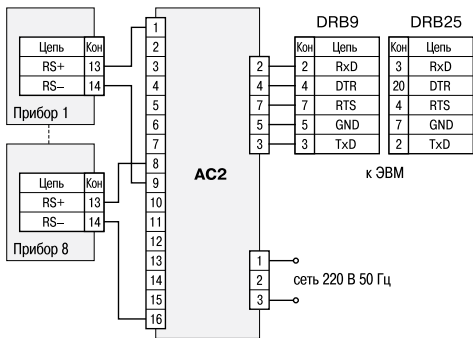 DRB9 DRB25
Цепь Кон
RS+ 13
RS– 14
Прибор 1
Цепь Кон
RS+ 13
RS– 14
Прибор 8
1
2
3
4
5
6
7
8
9
10
11
12
13
14
15
16
AC2
2
4
7
5
3
Кон Цепь
2 RxD
4 DTR
7 RTS
5 GND
3 TxD
Кон Цепь
3 RxD
20 DTR
4 RTS
7 GND
2 TxD
к ЭВМ
1
2
3
сеть 220 В 50 Гц